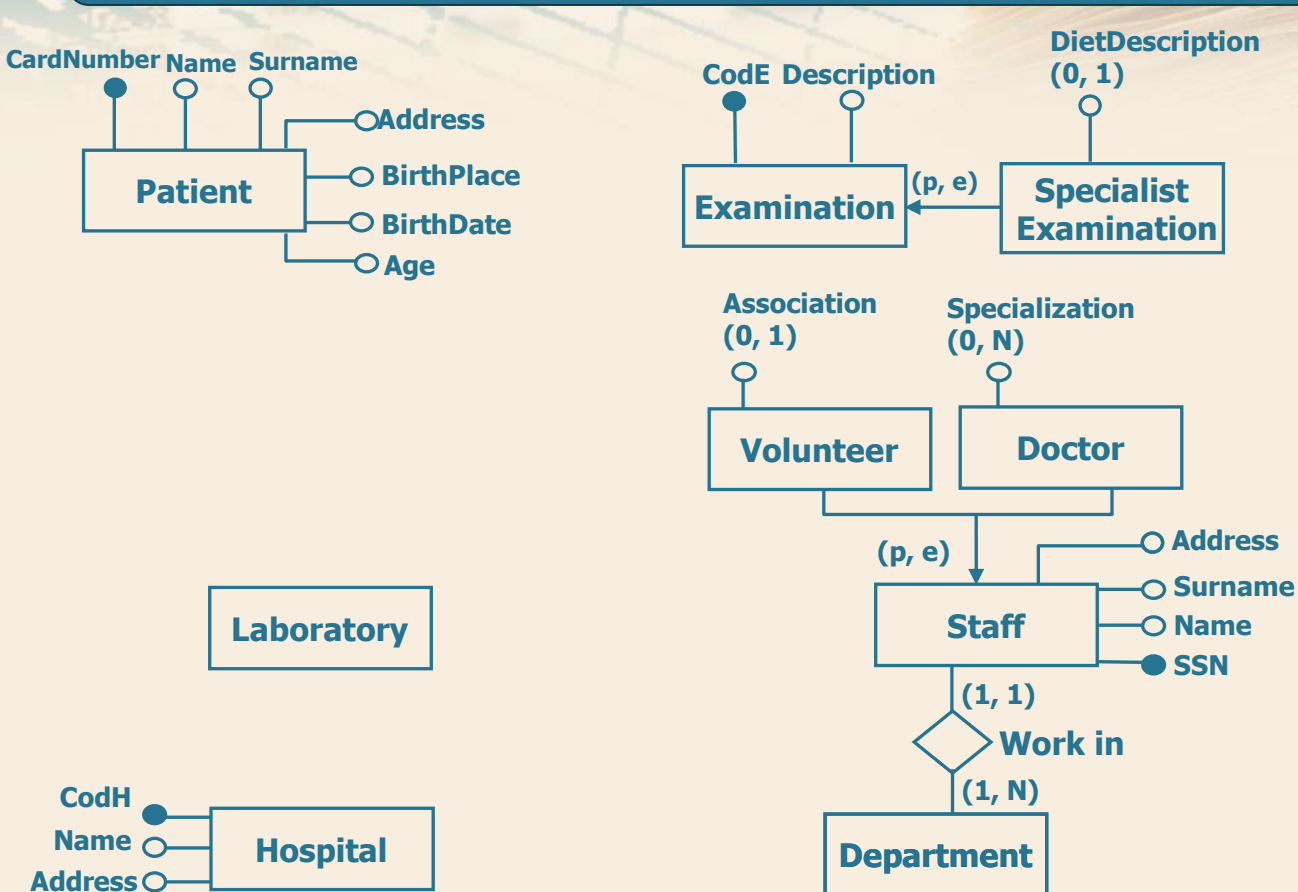 CardNumber Name Surname
Address
BirthPlace
BirthDate
Age
Patient
DietDescription
(0, 1)
CodE Description
Examination
(p, e)
Specialist
Examination
Association
(0, 1)
Specialization
(0, N)
Volunteer
Doctor
(p, e)
Address
Surname
Name
SSN
Staff
(1, 1)
Work in
(1, N)
Department
Laboratory
CodH
Name
Address
Hospital